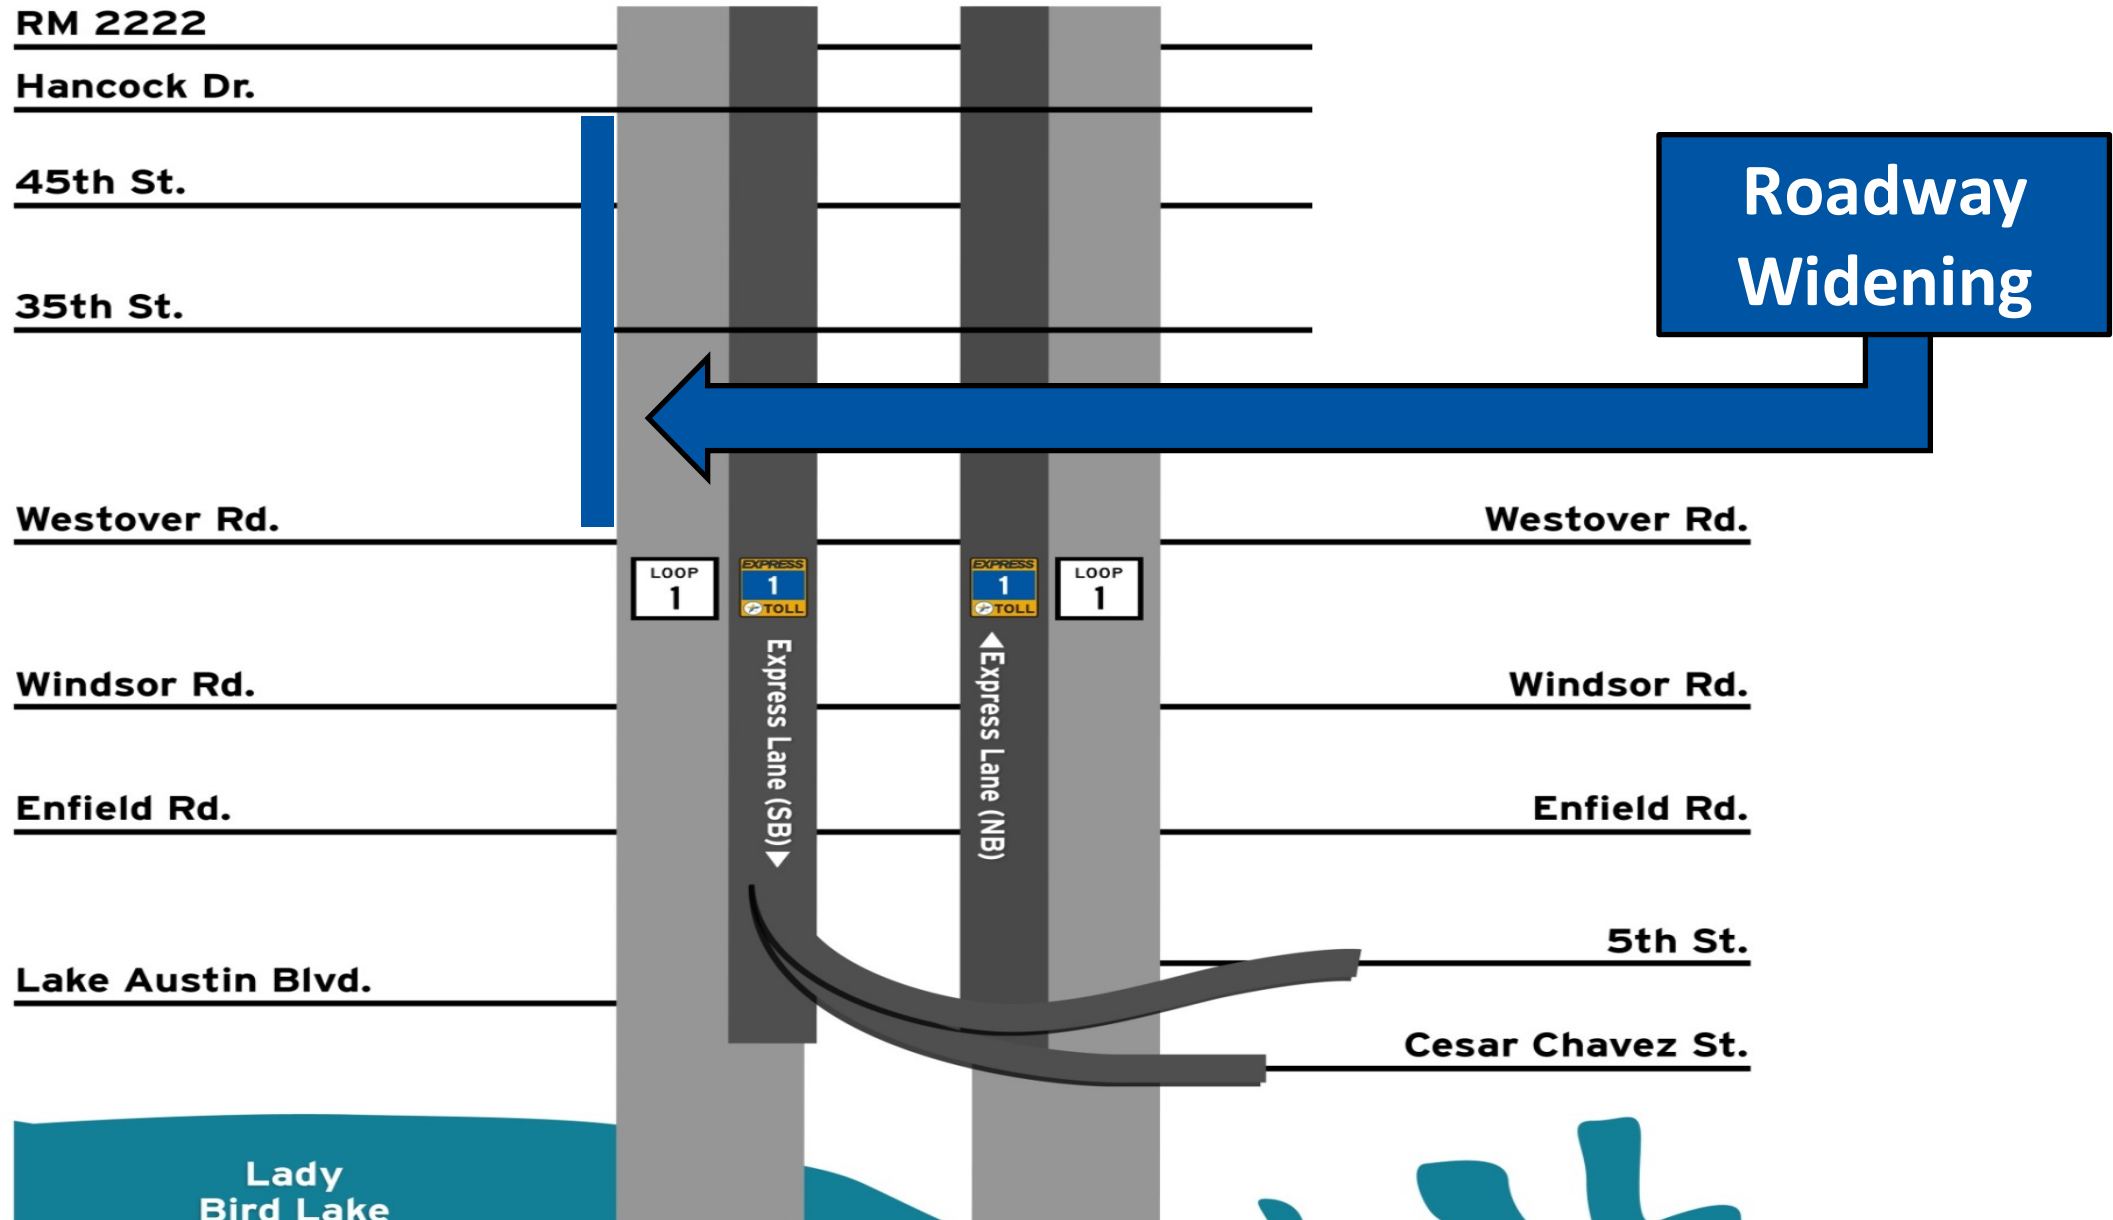 RM 2222
Hancock Dr.
45th St.
Roadway
Widening
35th St.
Westover Rd.
Westover Rd.
LOOP
1
EXPRESS
1
TOLL
EXPRESS
1
TOLL
LOOP
1
Express Lane (SB)
Express Lane (NB)
Windsor Rd.
Windsor Rd.
Enfield Rd.
Enfield Rd.
5th St.
Lake Austin Blvd.
Cesar Chavez St.
Lady
Bird Lake